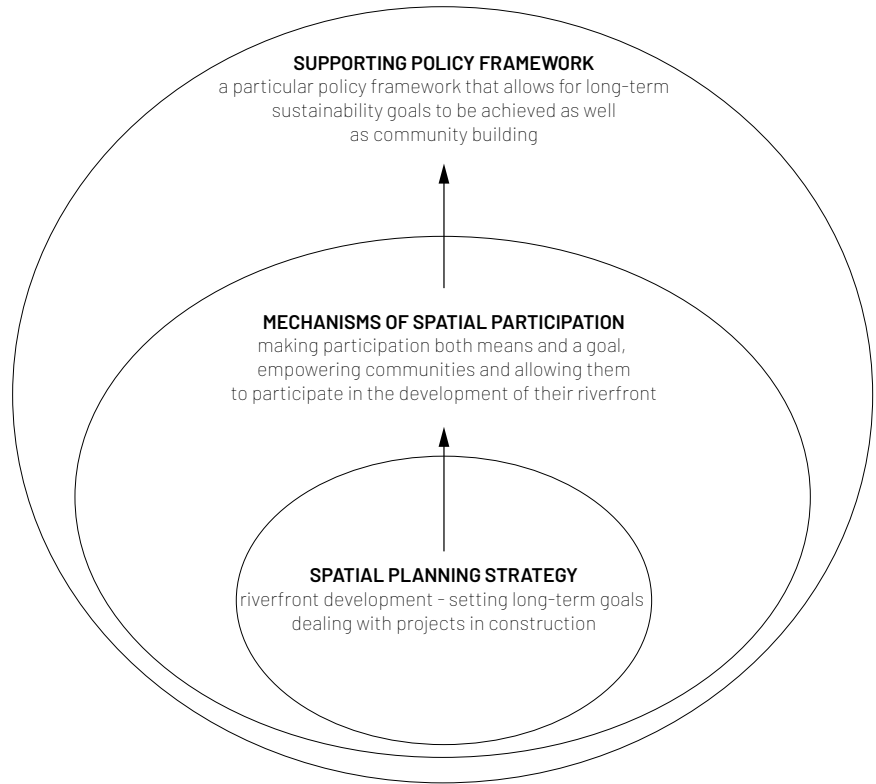 SUPPORTING POLICY FRAMEWORK
a particular policy framework that allows for long-term
sustainability goals to be achieved as well
as community building
MECHANISMS OF SPATIAL PARTICIPATION
making participation both means and a goal,
empowering communities and allowing them
to participate in the development of their riverfront
SPATIAL PLANNING STRATEGY
riverfront development - setting long-term goals
dealing with projects in construction